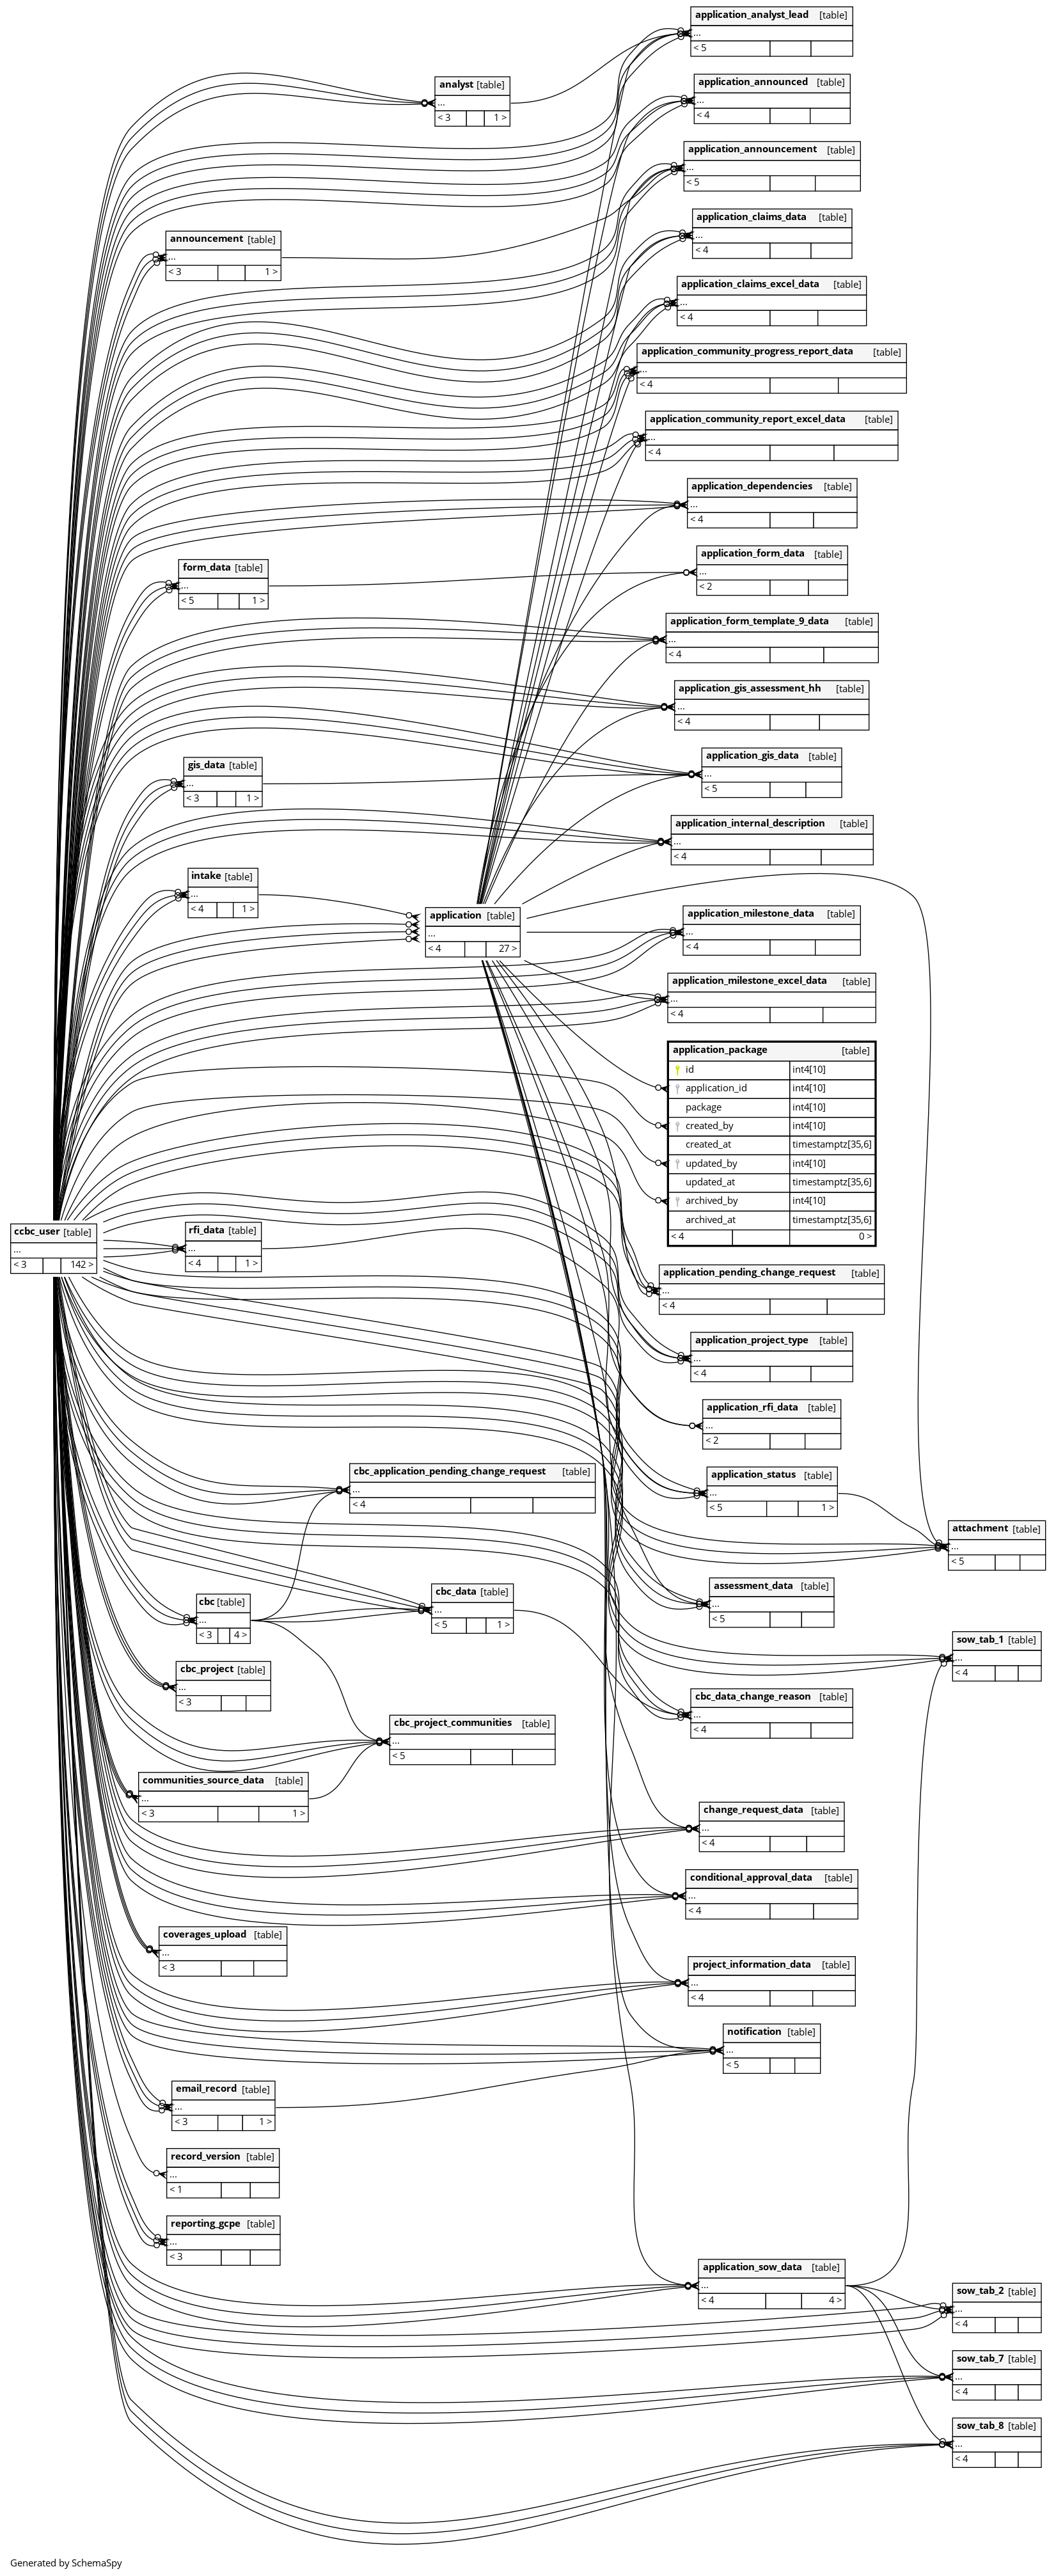 application_analyst_lead [table]
...
< 5
analyst [table]
...
< 3 1 >
application_announced [table]
...
< 4
application_announcement [table]
...
< 5
application_claims_data [table]
...
< 4
announcement [table]
...
< 3 1 >
application_claims_excel_data [table]
...
< 4
application_community_progress_report_data [table]
...
< 4
application_community_report_excel_data [table]
...
< 4
application_dependencies [table]
...
< 4
application_form_data [table]
...
< 2
form_data [table]
...
< 5 1 >
application_form_template_9_data [table]
...
< 4
application_gis_assessment_hh [table]
...
< 4
application_gis_data [table]
...
< 5
gis_data [table]
...
< 3 1 >
application_internal_description [table]
...
< 4
intake [table]
...
< 4 1 >
application [table]
...
< 4 27 >
application_milestone_data [table]
...
< 4
application_milestone_excel_data [table]
...
< 4
application_package [table]
id int4[10]
application_id int4[10]
package int4[10]
created_by int4[10]
created_at timestamptz[35,6]
updated_by int4[10]
updated_at timestamptz[35,6]
archived_by int4[10]
archived_at timestamptz[35,6]
< 4 0 >
ccbc_user [table]
...
< 3 142 >
rfi_data [table]
...
< 4 1 >
application_pending_change_request [table]
...
< 4
application_project_type [table]
...
< 4
application_rfi_data [table]
...
< 2
cbc_application_pending_change_request [table]
...
< 4
application_status [table]
...
< 5 1 >
attachment [table]
...
< 5
assessment_data [table]
...
< 5
cbc [table]
...
< 3 4 >
cbc_data [table]
...
< 5 1 >
sow_tab_1 [table]
...
< 4
cbc_project [table]
...
< 3
cbc_data_change_reason [table]
...
< 4
cbc_project_communities [table]
...
< 5
communities_source_data [table]
...
< 3 1 >
change_request_data [table]
...
< 4
conditional_approval_data [table]
...
< 4
coverages_upload [table]
...
< 3
project_information_data [table]
...
< 4
notification [table]
...
< 5
email_record [table]
...
< 3 1 >
record_version [table]
...
< 1
reporting_gcpe [table]
...
< 3
application_sow_data [table]
...
< 4 4 >
sow_tab_2 [table]
...
< 4
sow_tab_7 [table]
...
< 4
sow_tab_8 [table]
...
< 4
Generated by SchemaSpy